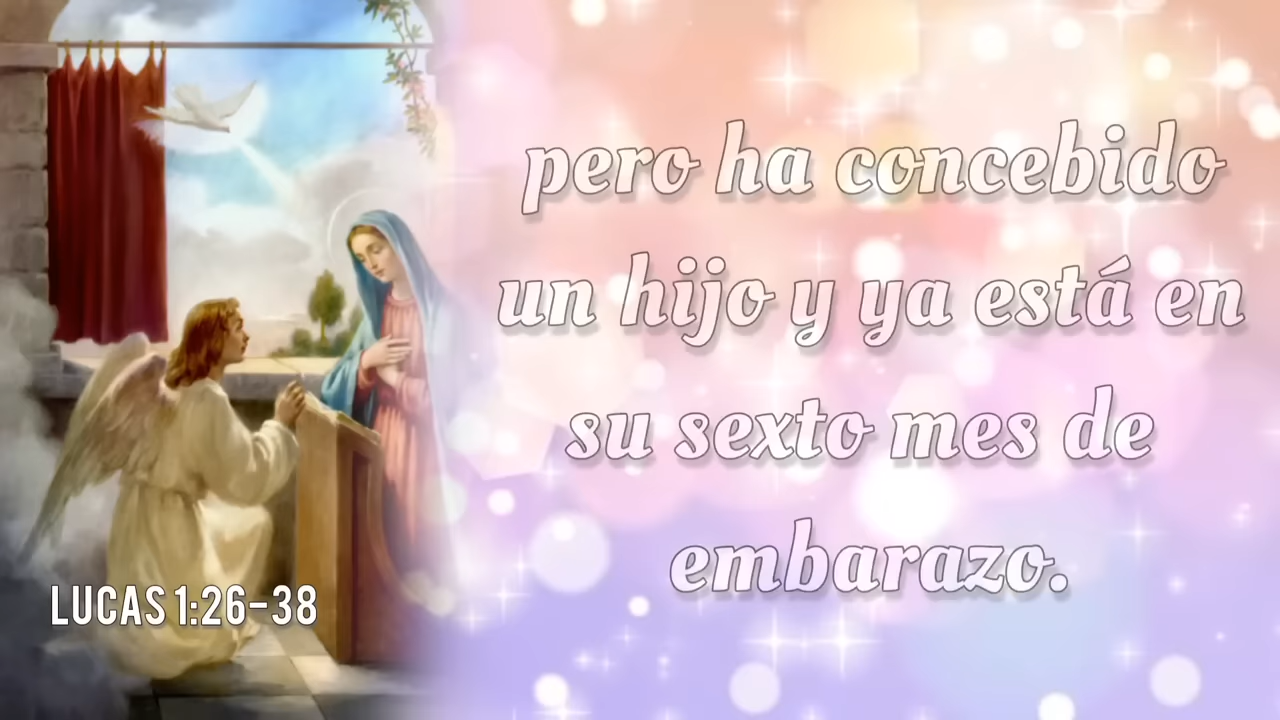 pero ha concebido
un hijo y ya está en
su sexto mes de
embarazo.
LUCAS 1:26-38